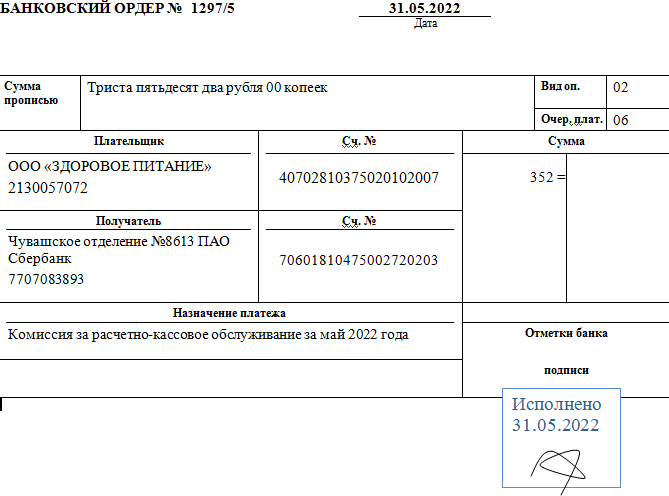 БАНКОВСКИЙ ОРДЕР № 1297/5
31.05.2022
Дата
Сумма
прописью
Триста пятьдесят два рубля 00 копеек
Вид оп.
02
Очер, плат.
06
Плательщик
Сч. №
Сумма
ООО «ЗДОРОВОЕ ПИТАНИЕ»
2130057072
40702810375020102007
352 =
Получатель
Сч. №
Чувашское отделение №8613 ПАО
Сбербанк
7707083893
70601810475002720203
Назначение платежа
Комиссия за расчетно-кассовое обслуживание за май 2022 года
Отметки банка
подписи
Исполнено
31.05.2022